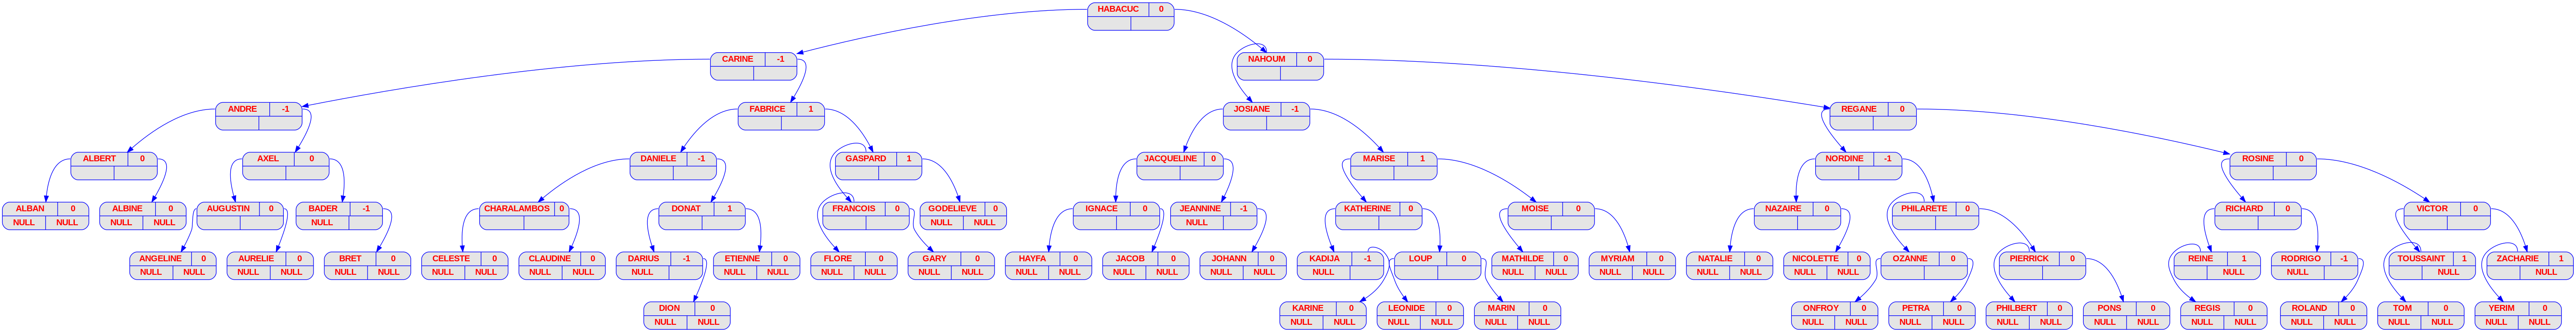 HABACUC 0
CARINE -1
NAHOUM 0
ANDRE -1
FABRICE 1
JOSIANE -1
REGANE 0
ALBERT 0
AXEL 0
DANIELE -1
GASPARD 1
JACQUELINE 0
MARISE 1
NORDINE -1
ROSINE 0
ALBAN 0
NULL NULL
ALBINE 0
NULL NULL
AUGUSTIN 0
BADER -1
NULL
CHARALAMBOS 0
DONAT 1
FRANCOIS 0
GODELIEVE 0
NULL NULL
IGNACE 0
JEANNINE -1
NULL
KATHERINE 0
MOISE 0
NAZAIRE 0
PHILARETE 0
RICHARD 0
VICTOR 0
ANGELINE 0
NULL NULL
AURELIE 0
NULL NULL
BRET 0
NULL NULL
CELESTE 0
NULL NULL
CLAUDINE 0
NULL NULL
DARIUS -1
NULL
ETIENNE 0
NULL NULL
FLORE 0
NULL NULL
GARY 0
NULL NULL
HAYFA 0
NULL NULL
JACOB 0
NULL NULL
JOHANN 0
NULL NULL
KADIJA -1
NULL
LOUP 0
MATHILDE 0
NULL NULL
MYRIAM 0
NULL NULL
NATALIE 0
NULL NULL
NICOLETTE 0
NULL NULL
OZANNE 0
PIERRICK 0
REINE 1
NULL
RODRIGO -1
NULL
TOUSSAINT 1
NULL
ZACHARIE 1
NULL
DION 0
NULL NULL
KARINE 0
NULL NULL
LEONIDE 0
NULL NULL
MARIN 0
NULL NULL
ONFROY 0
NULL NULL
PETRA 0
NULL NULL
PHILBERT 0
NULL NULL
PONS 0
NULL NULL
REGIS 0
NULL NULL
ROLAND 0
NULL NULL
TOM 0
NULL NULL
YERIM 0
NULL NULL